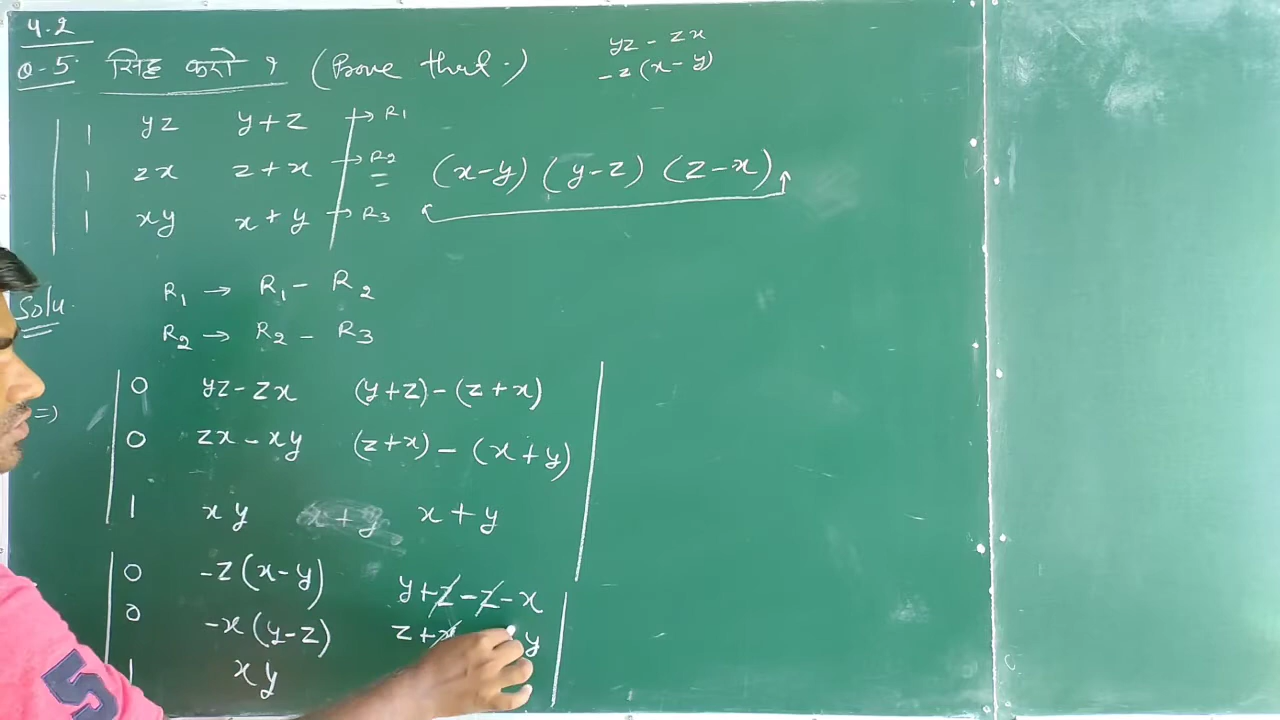 4.2
Q-5 सिद्ध करो ? (Prove that.)
yz - zx
-z(x-y)
| 1 yz y+z | → R1
| 1 zx z+x | → R2 = (x-y) (y-z) (z-x)
| 1 xy x+y | → R3
Solu.
R1 → R1 - R2
R2 → R2 - R3
=) | 0 yz-zx (y+z)-(z+x) |
| 0 zx-xy (z+x)-(x+y) |
| 1 xy x+y |
| 0 -z(x-y) y+z-z-x |
| 0 -x(y-z) z+x y |
| 1 xy |
5